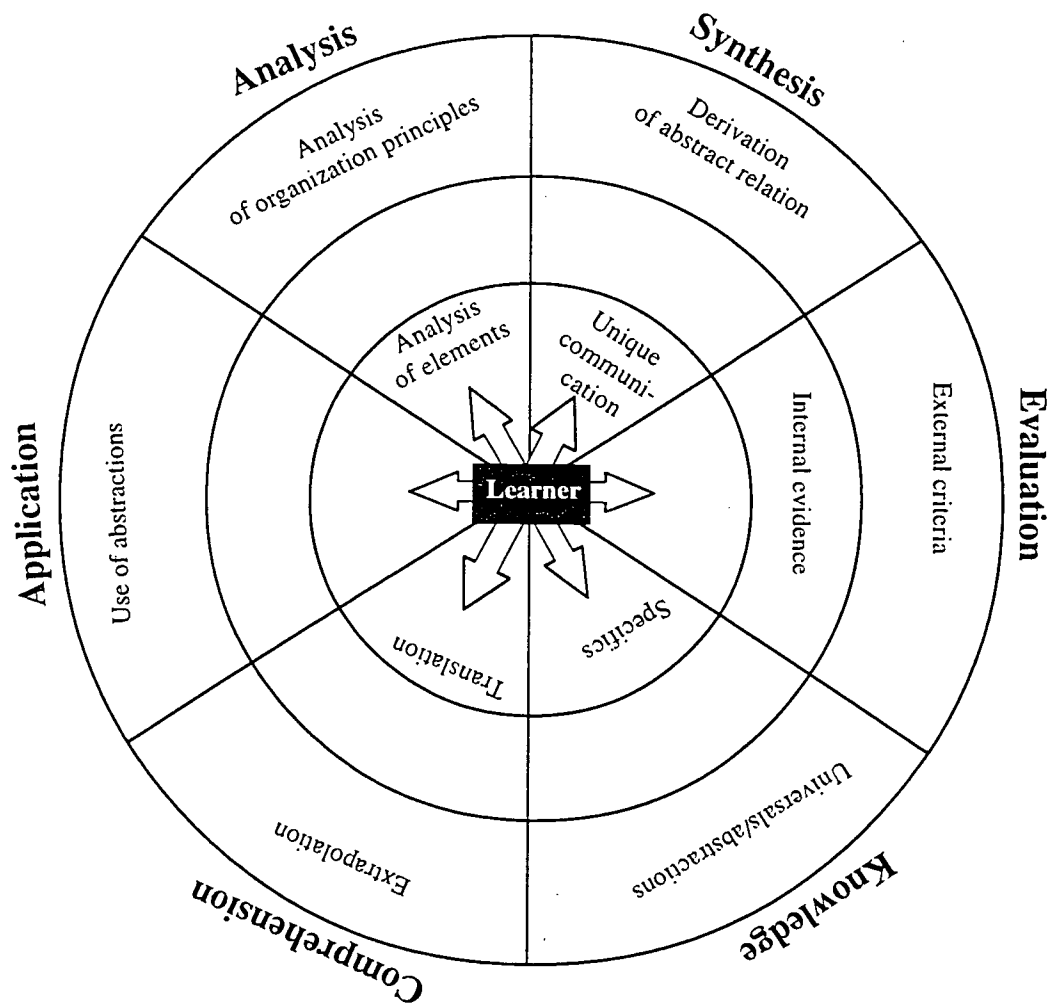 Analysis
Analysis
of organization principles
Analysis
of elements
Synthesis
Derivation
of abstract relation
Unique
communi-
cation
Evaluation
External criteria
Internal evidence
Knowledge
Universals/abstractions
Specifics
Comprehension
Extrapolation
Translation
Application
Use of abstractions
Learner